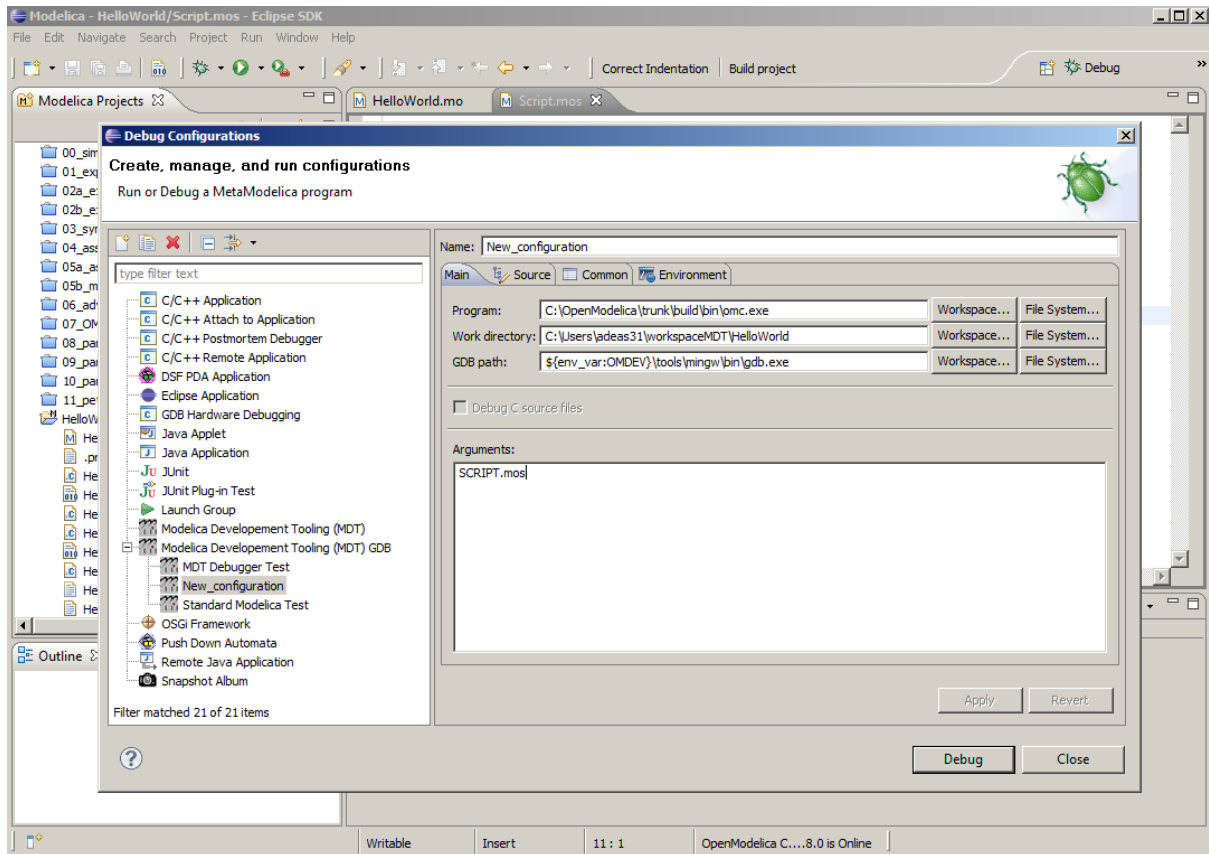 Modelica - HelloWorld/Script.mos - Eclipse SDK
File Edit Navigate Search Project Run Window Help
Correct Indentation Build project Debug »
Modelica Projects HelloWorld.mo Script.mos
Debug Configurations
Create, manage, and run configurations
Run or Debug a MetaModelica program
00_sim
01_exp
02a_e
02b_e
03_syn
04_ass
05a_a
05b_m
06_adv
07_OM
08_par
09_par
10_par
11_pe
HelloW
He
.pr
He
He
He
He
He
He
He
He
Outline
type filter text
C/C++ Application
C/C++ Attach to Application
C/C++ Postmortem Debugger
C/C++ Remote Application
DSF PDA Application
Eclipse Application
GDB Hardware Debugging
Java Applet
Java Application
JUnit
JUnit Plug-in Test
Launch Group
Modelica Developement Tooling (MDT)
Modelica Developement Tooling (MDT) GDB
MDT Debugger Test
New_configuration
Standard Modelica Test
OSGi Framework
Push Down Automata
Remote Java Application
Snapshot Album
Filter matched 21 of 21 items
Name: New_configuration
Main Source Common Environment
Program: C:\OpenModelica\trunk\build\bin\omc.exe Workspace... File System...
Work directory: C:\Users\adeas31\workspaceMDT\HelloWorld Workspace... File System...
GDB path: ${env_var:OMDEV}\tools\mingw\bin\gdb.exe Workspace... File System...
Debug C source files
Arguments:
SCRIPT.mos
Apply Revert
Debug Close
Writable Insert 11 : 1 OpenModelica C....8.0 is Online